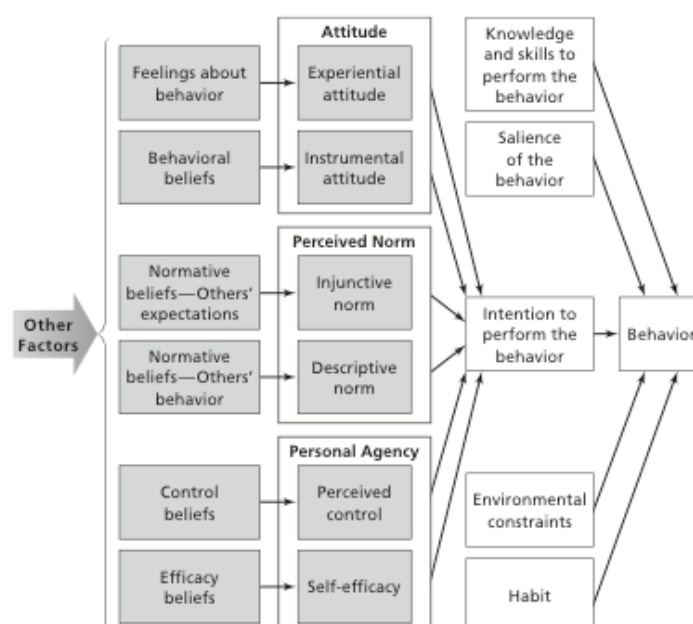 Attitude
Knowledge
and skills to
perform the
behavior
Feelings about
behavior
Experiential
attitude
Behavioral
beliefs
Instrumental
attitude
Salience
of the
behavior
Perceived Norm
Normative
beliefs—Others'
expectations
Injunctive
norm
Other
Factors
Intention to
perform the
behavior
Behavior
Normative
beliefs—Others'
behavior
Descriptive
norm
Personal Agency
Control
beliefs
Perceived
control
Environmental
constraints
Efficacy
beliefs
Self-efficacy
Habit